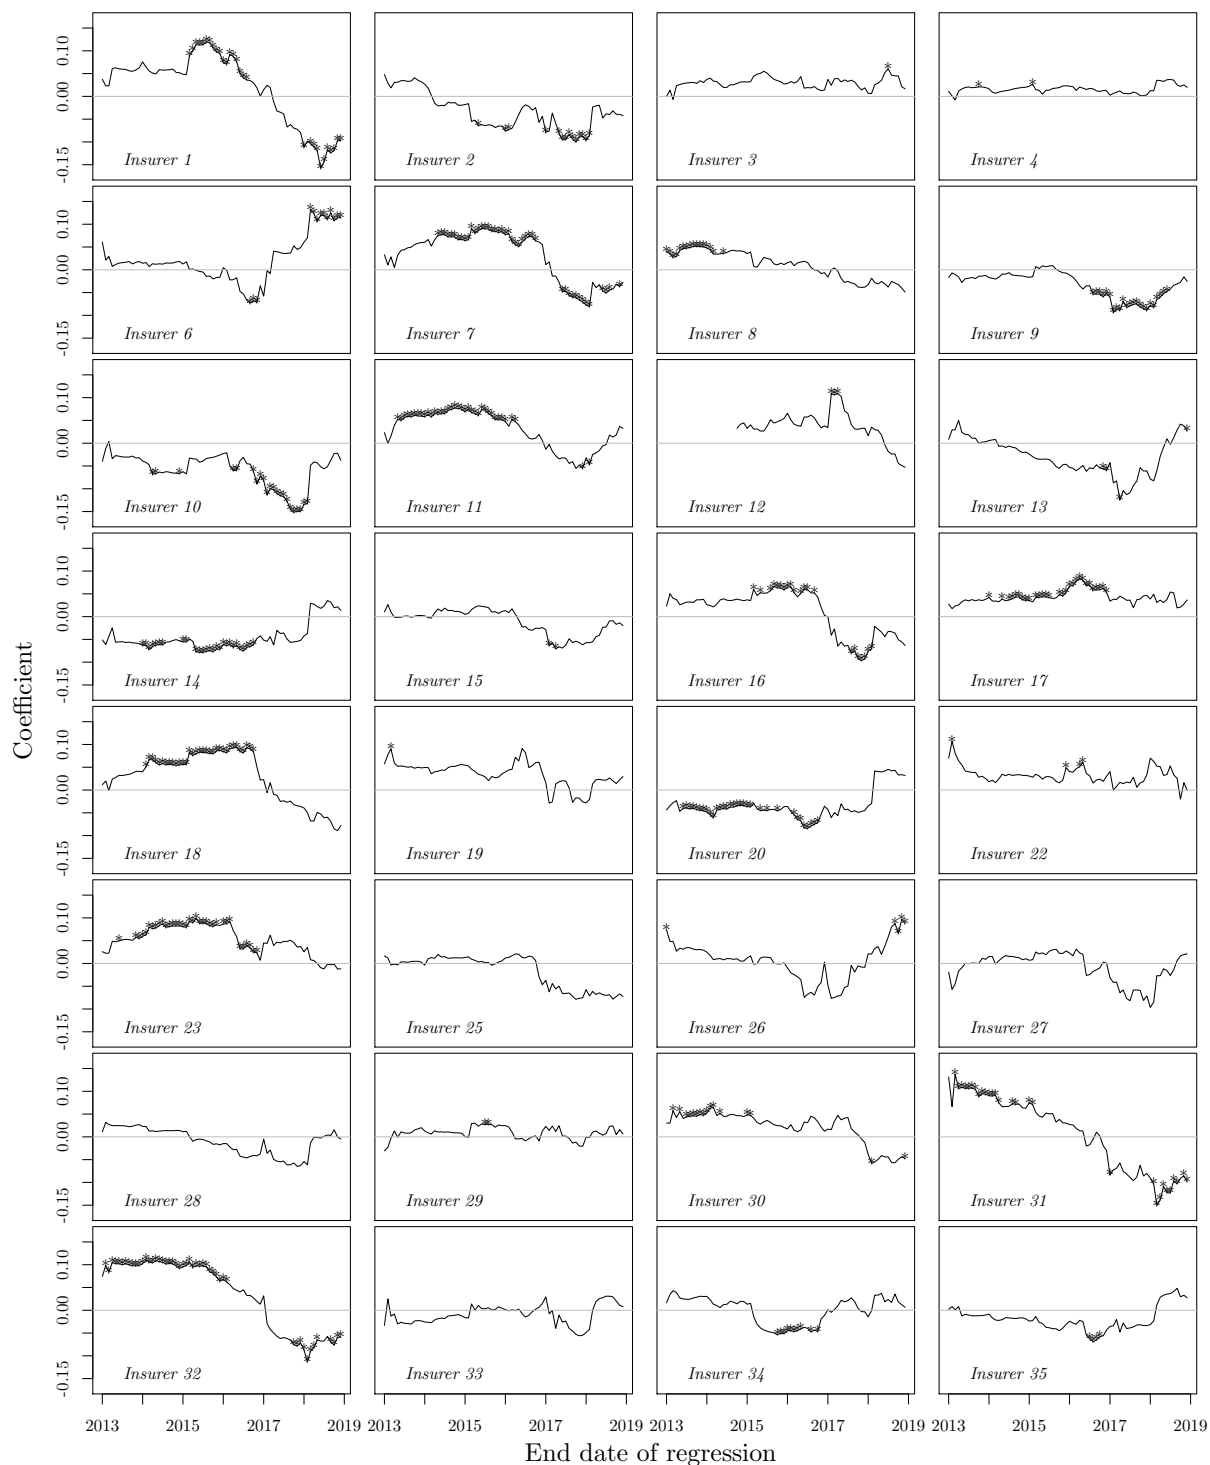 0.10
0.00
-0.15
Insurer 1
Insurer 2
Insurer 3
Insurer 4
0.10
0.00
-0.15
Insurer 6
Insurer 7
Insurer 8
Insurer 9
0.10
0.00
-0.15
Insurer 10
Insurer 11
Insurer 12
Insurer 13
0.10
0.00
-0.15
Insurer 14
Insurer 15
Insurer 16
Insurer 17
Coefficient
0.10
0.00
-0.15
Insurer 18
Insurer 19
Insurer 20
Insurer 22
0.10
0.00
-0.15
Insurer 23
Insurer 25
Insurer 26
Insurer 27
0.10
0.00
-0.15
Insurer 28
Insurer 29
Insurer 30
Insurer 31
0.10
0.00
-0.15
Insurer 32
Insurer 33
Insurer 34
Insurer 35
2013 2015 2017 2019 2013 2015 2017 2019 2013 2015 2017 2019 2013 2015 2017 2019
End date of regression